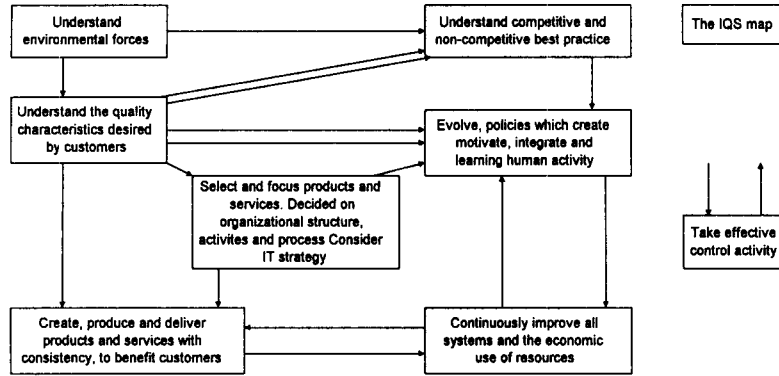 Understand
environmental forces
Understand competitive and
non-competitive best practice
The IQS map
Understand the quality
characteristics desired
by customers
Evolve, policies which create
motivate, integrate and
learning human activity
Select and focus products and
services. Decided on
organizational structure,
activites and process Consider
IT strategy
Take effective
control activity
Create, produce and deliver
products and services with
consistency, to benefit customers
Continuously improve all
systems and the economic
use of resources